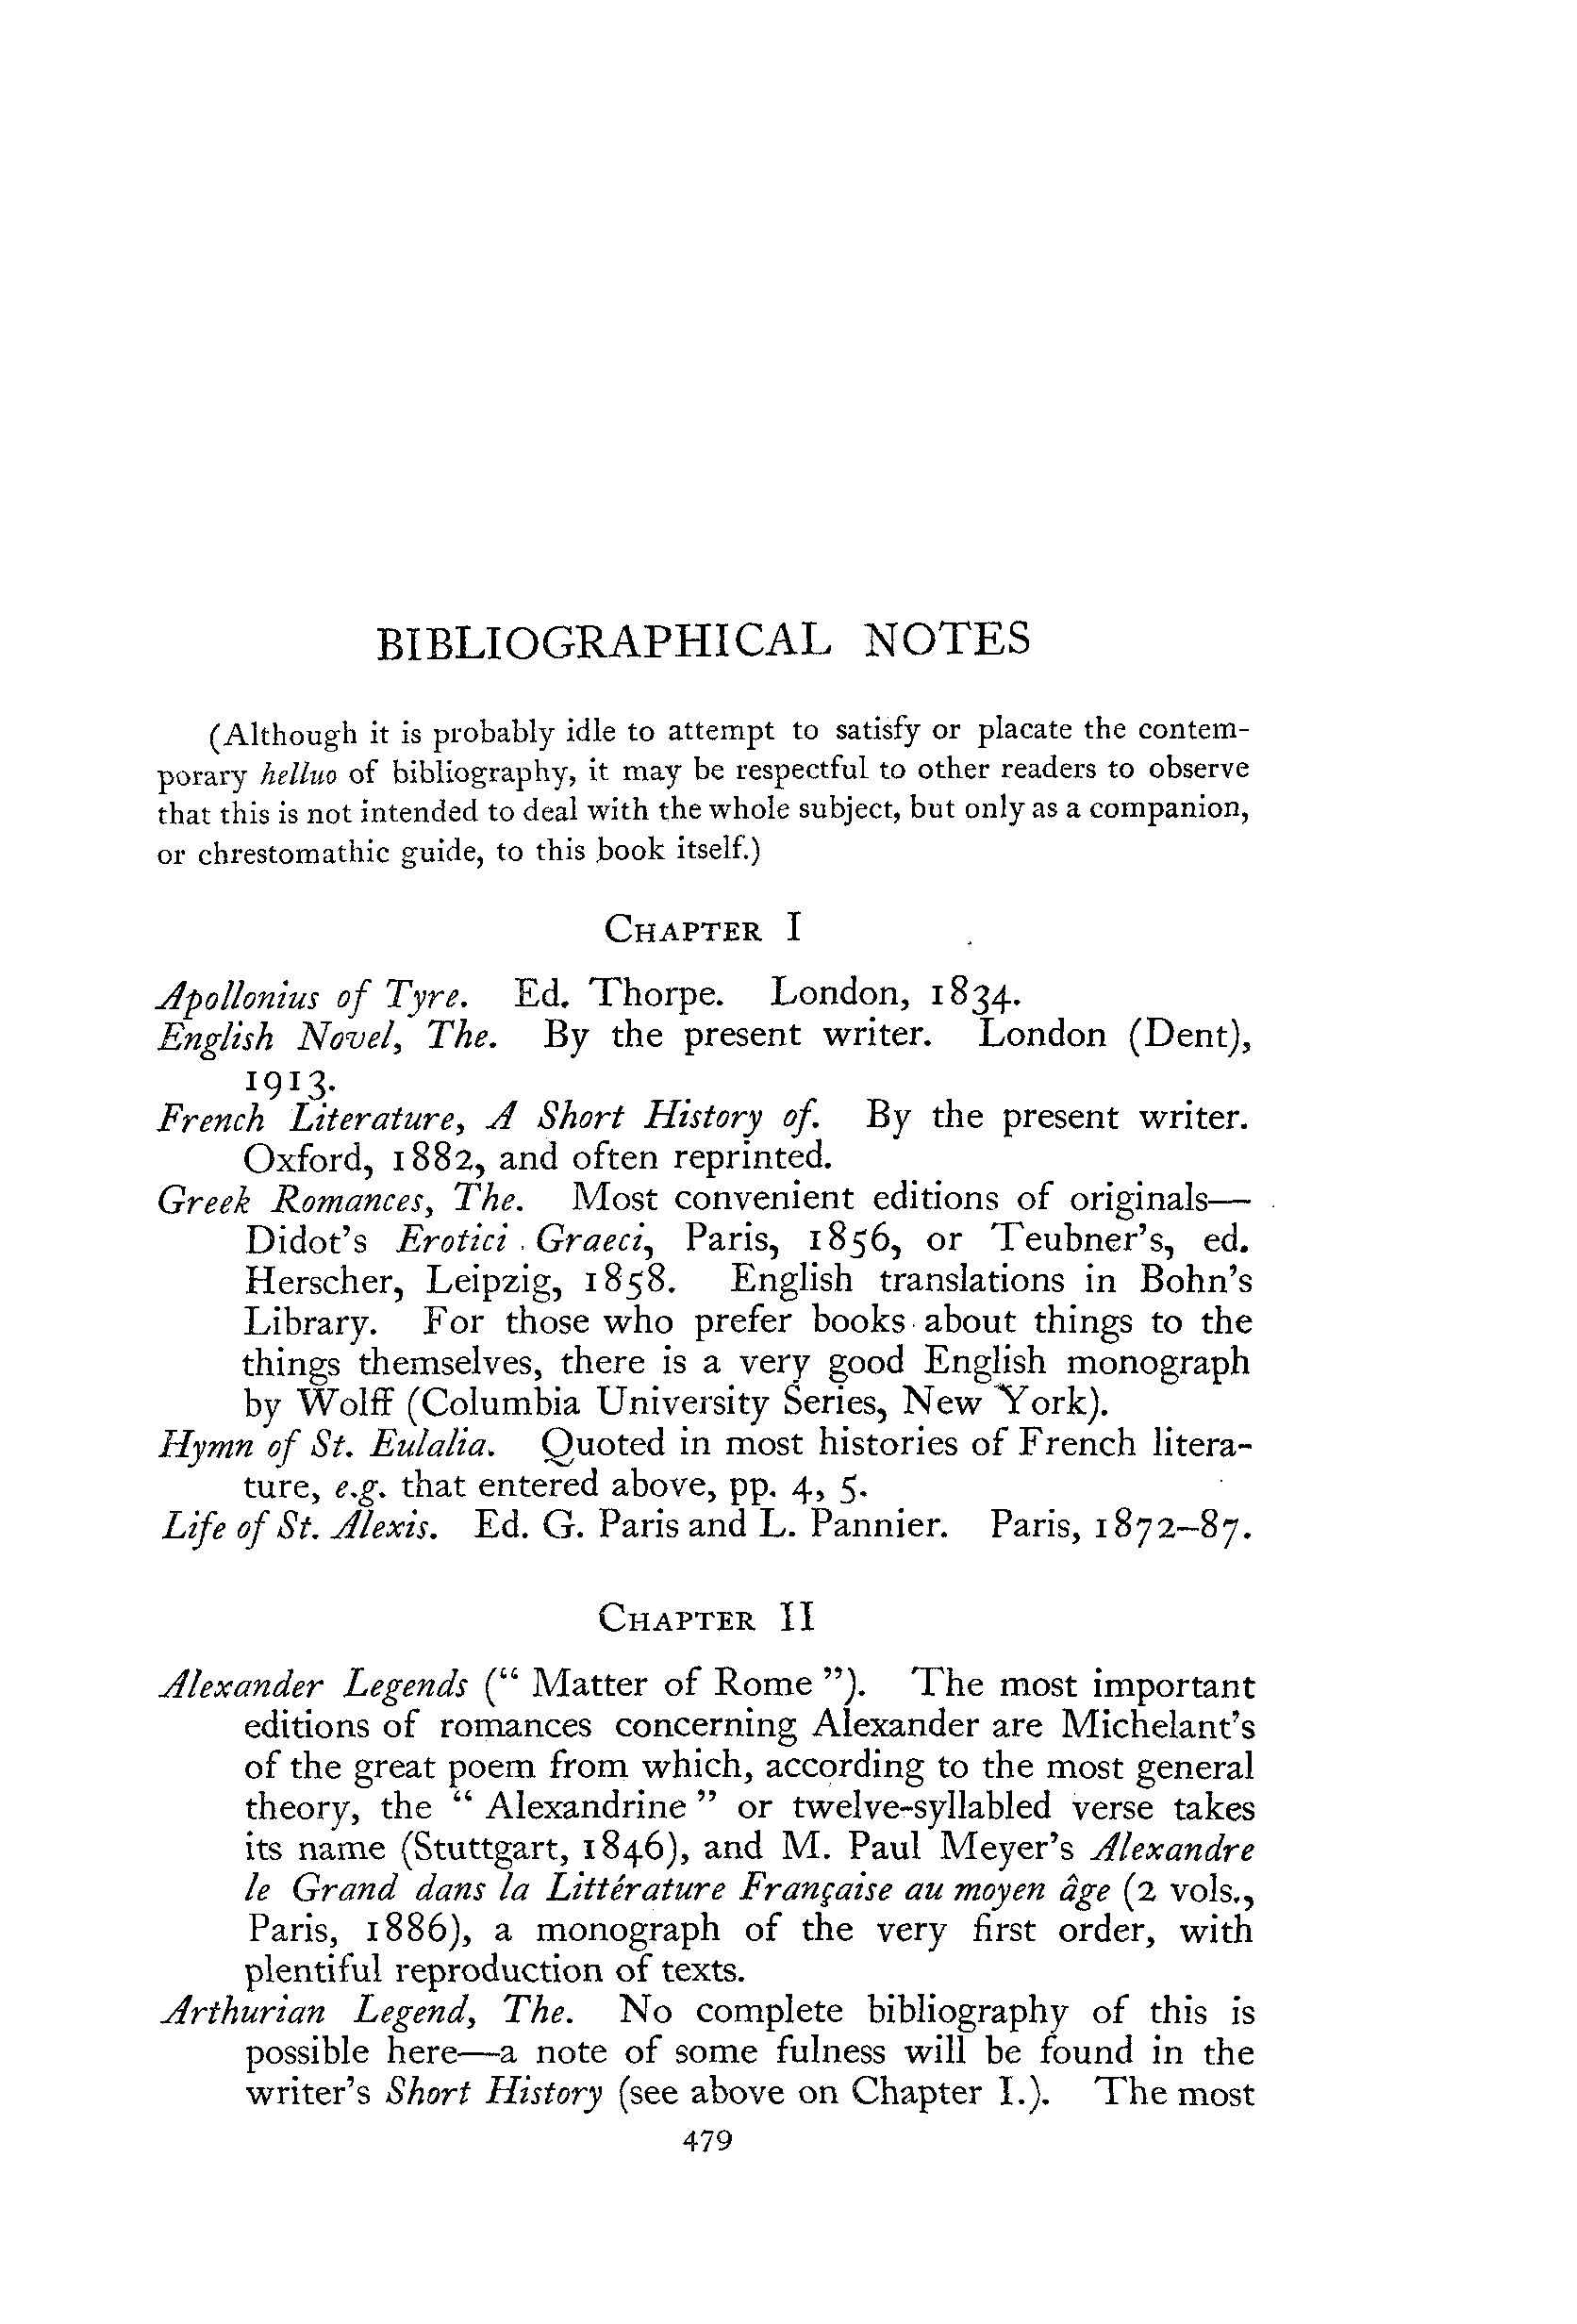 BIBLIOGRAPHICAL NOTES
(Although it is probably idle to attempt to satisfy or placate the contem-
porary helluo of bibliography, it may be respectful to other readers to observe
that this is not intended to deal with the whole subject, but only as a companion,
or chrestomathic guide, to this book itself.)
CHAPTER I
Apollonius of Tyre. Ed. Thorpe. London, 1834.
English Novel, The. By the present writer. London (Dent),
1913.
French Literature, A Short History of. By the present writer.
Oxford, 1882, and often reprinted.
Greek Romances, The. Most convenient editions of originals—
Didot's Erotici Graeci, Paris, 1856, or Teubner's, ed.
Herscher, Leipzig, 1858. English translations in Bohn's
Library. For those who prefer books about things to the
things themselves, there is a very good English monograph
by Wolff (Columbia University Series, New York).
Hymn of St. Eulalia. Quoted in most histories of French litera-
ture, e.g. that entered above, pp. 4, 5.
Life of St. Alexis. Ed. G. Paris and L. Pannier. Paris, 1872–87.
CHAPTER II
Alexander Legends (“ Matter of Rome ”). The most important
editions of romances concerning Alexander are Michelant's
of the great poem from which, according to the most general
theory, the “ Alexandrine ” or twelve-syllabled verse takes
its name (Stuttgart, 1846), and M. Paul Meyer's Alexandre
le Grand dans la Littérature Française au moyen âge (2 vols.,
Paris, 1886), a monograph of the very first order, with
plentiful reproduction of texts.
Arthurian Legend, The. No complete bibliography of this is
possible here—a note of some fulness will be found in the
writer's Short History (see above on Chapter I.). The most
479